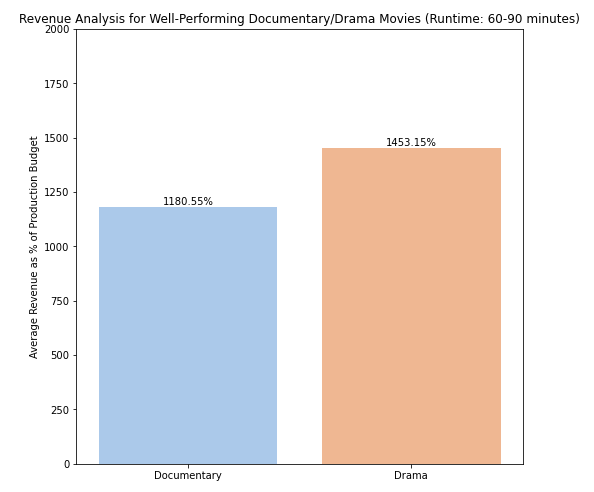 Revenue Analysis for Well-Performing Documentary/Drama Movies (Runtime: 60-90 minutes)
2000
1750
1500
1250
1000
750
500
250
0
Average Revenue as % of Production Budget
1180.55%
1453.15%
Documentary
Drama